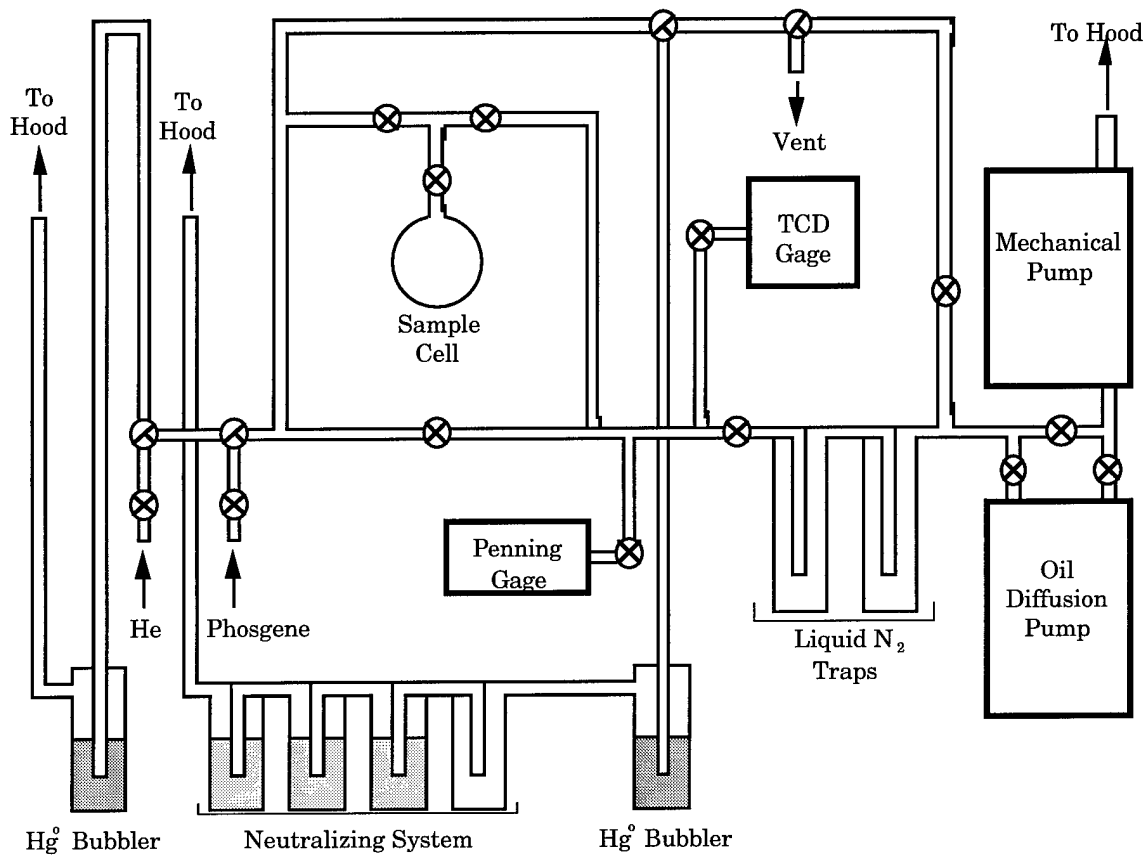 To
Hood
To
Hood
To Hood
Vent
TCD
Gage
Mechanical
Pump
Sample
Cell
Penning
Gage
Oil
Diffusion
Pump
He
Phosgene
Liquid N₂
Traps
Hg° Bubbler
Neutralizing System
Hg° Bubbler